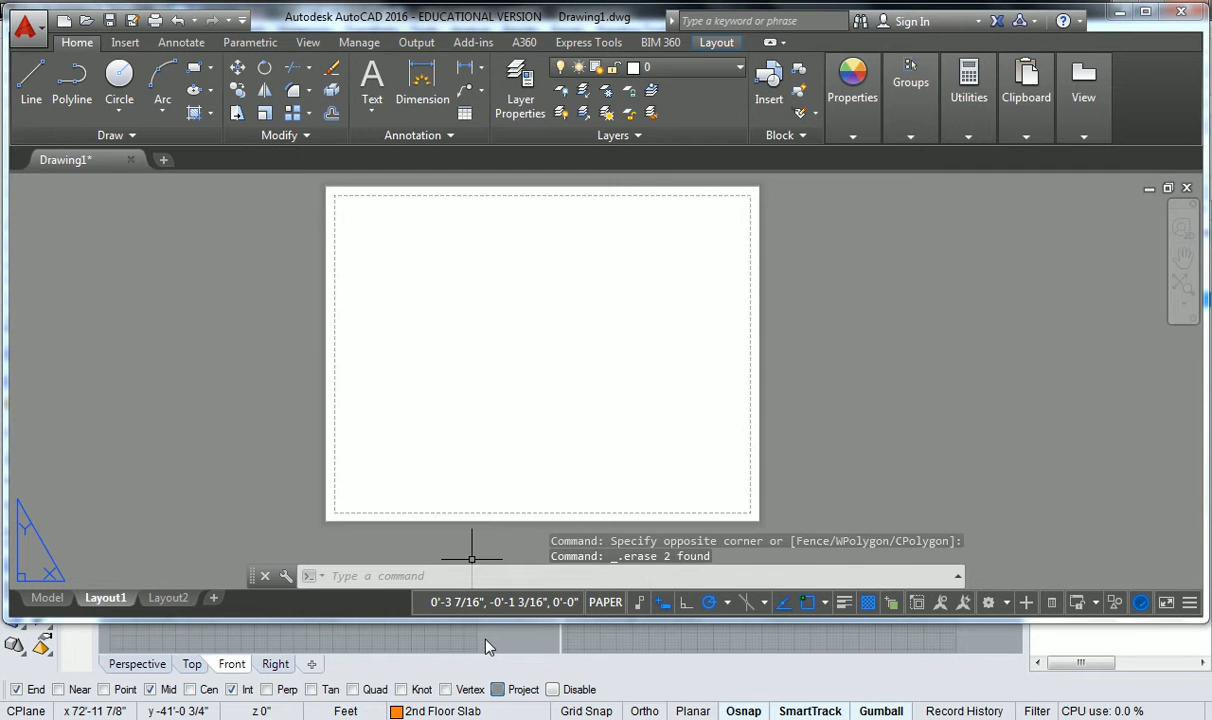 Autodesk AutoCAD 2016 - EDUCATIONAL VERSION Drawing1.dwg Type a keyword or phrase Sign In
Home Insert Annotate Parametric View Manage Output Add-ins A360 Express Tools BIM 360 Layout
0
Line Polyline Circle Arc Text Dimension Layer Properties Insert Properties Groups Utilities Clipboard View
Draw Modify Annotation Layers Block
Drawing1*
Y
X
Command: Specify opposite corner or [Fence/WPolygon/CPolygon]:
Command: _.erase 2 found
Type a command
Model Layout1 Layout2 0'-3 7/16", -0'-1 3/16", 0'-0" PAPER
Perspective Top Front Right
End Near Point Mid Cen Int Perp Tan Quad Knot Vertex Project Disable
CPlane x 72'-11 7/8" y -41'-0 3/4" z 0" Feet 2nd Floor Slab Grid Snap Ortho Planar Osnap SmartTrack Gumball Record History Filter CPU use: 0.0 %